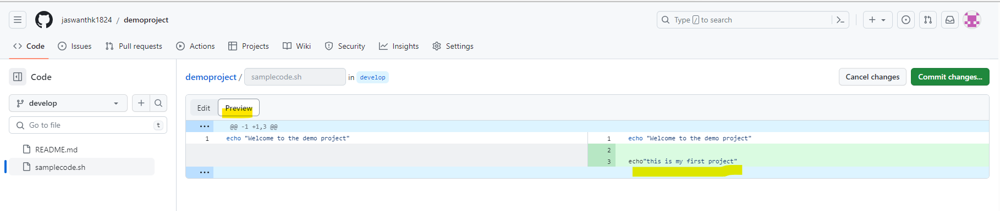 jaswanthk1824 / demoproject
Type / to search
Code Issues Pull requests Actions Projects Wiki Security Insights Settings
Code
develop
Go to file t
README.md
samplecode.sh
demoproject / samplecode.sh in develop
Cancel changes Commit changes...
Edit Preview
@@ -1 +1,3 @@
1 echo "Welcome to the demo project" 1 echo "Welcome to the demo project"
2
3 echo"this is my first project"